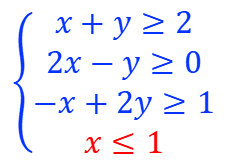 x + y ≥ 2
2x − y ≥ 0
−x + 2y ≥ 1
x ≤ 1